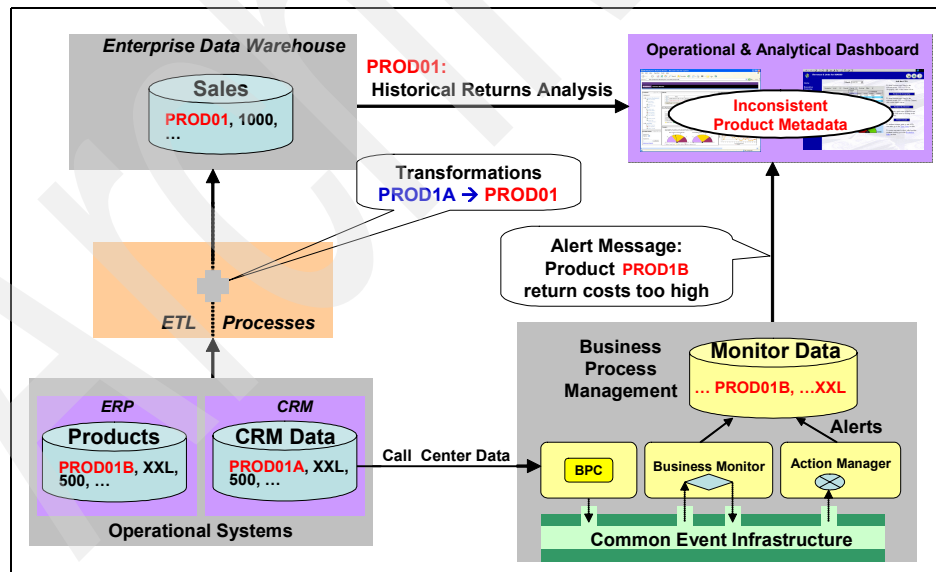 Enterprise Data Warehouse
Sales
PROD01, 1000,
...
PROD01:
Historical Returns Analysis
Operational & Analytical Dashboard
Inconsistent
Product Metadata
Transformations
PROD1A → PROD01
Alert Message:
Product PROD1B
return costs too high
ETL Processes
Business
Process
Management
Monitor Data
... PROD01B, ...XXL
Alerts
ERP
Products
PROD01B, XXL,
500, ...
CRM
CRM Data
PROD01A, XXL,
500, ...
Operational Systems
Call Center Data
BPC
Business Monitor
Action Manager
Common Event Infrastructure